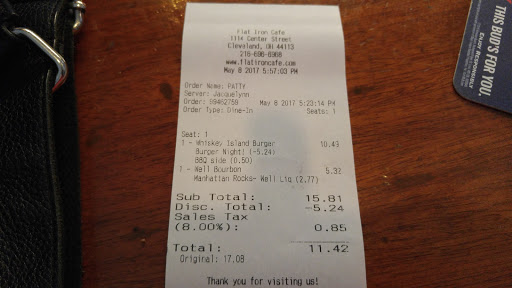 Flat Iron Cafe
1114 Center Street
Cleveland, OH 44113
216-696-6968
www.flatironcafe.com
May 8 2017 5:57:03 PM
Order Name: PATTY
Server: Jacquelynn
Order: 59462759 May 8 2017 5:23:14 PM
Order Type: Dine-In Seats: 1
Seat: 1
1 - Whiskey Island Burger 10.49
Burger Night! (-5.24)
BBQ side (0.50)
1 - Well Bourbon 5.32
Manhattan Rocks- Well Liq (2.77)
Sub Total: 15.81
Disc. Total: -5.24
Sales Tax
(8.00%): 0.85
Total: 11.42
Original: 17.08
Thank you for visiting us!
THIS BUD'S FOR YOU.
ENJOY RESPONSIBLY